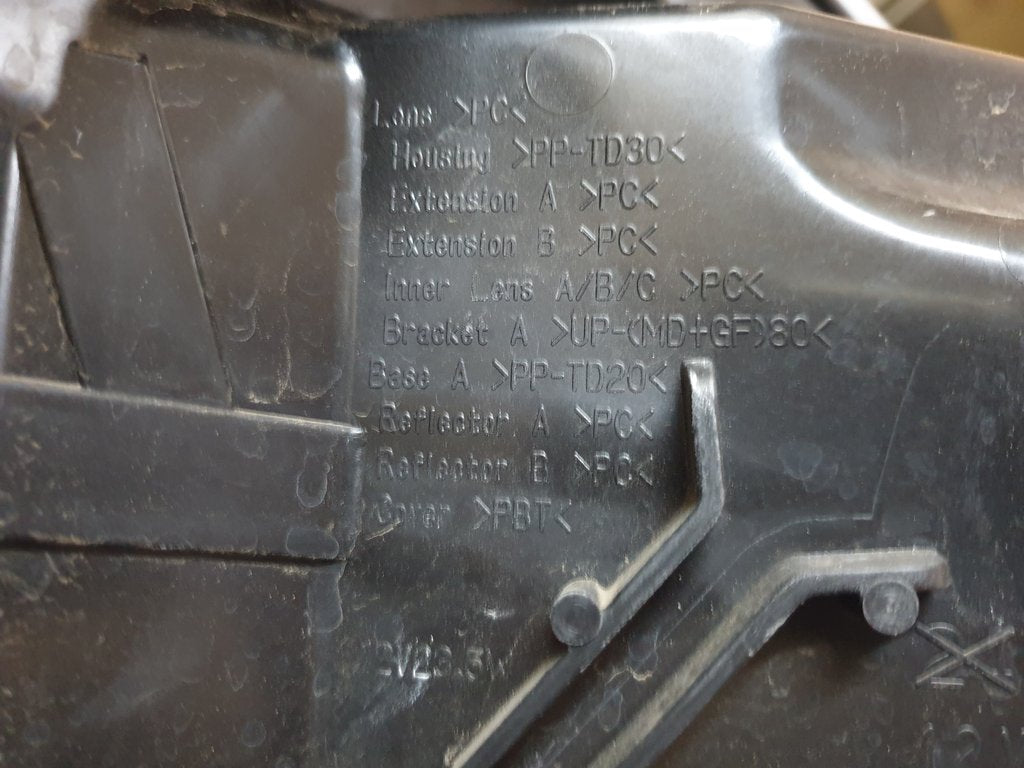 Lens >PC<
Housing >PP-TD30<
Extension A >PC<
Extension B >PC<
Inner Lens A/B/C >PC<
Bracket A >UP-(MD+GF)80<
Base A >PP-TD20<
Reflector A >PC<
Reflector B >PC<
Cover >PBT<